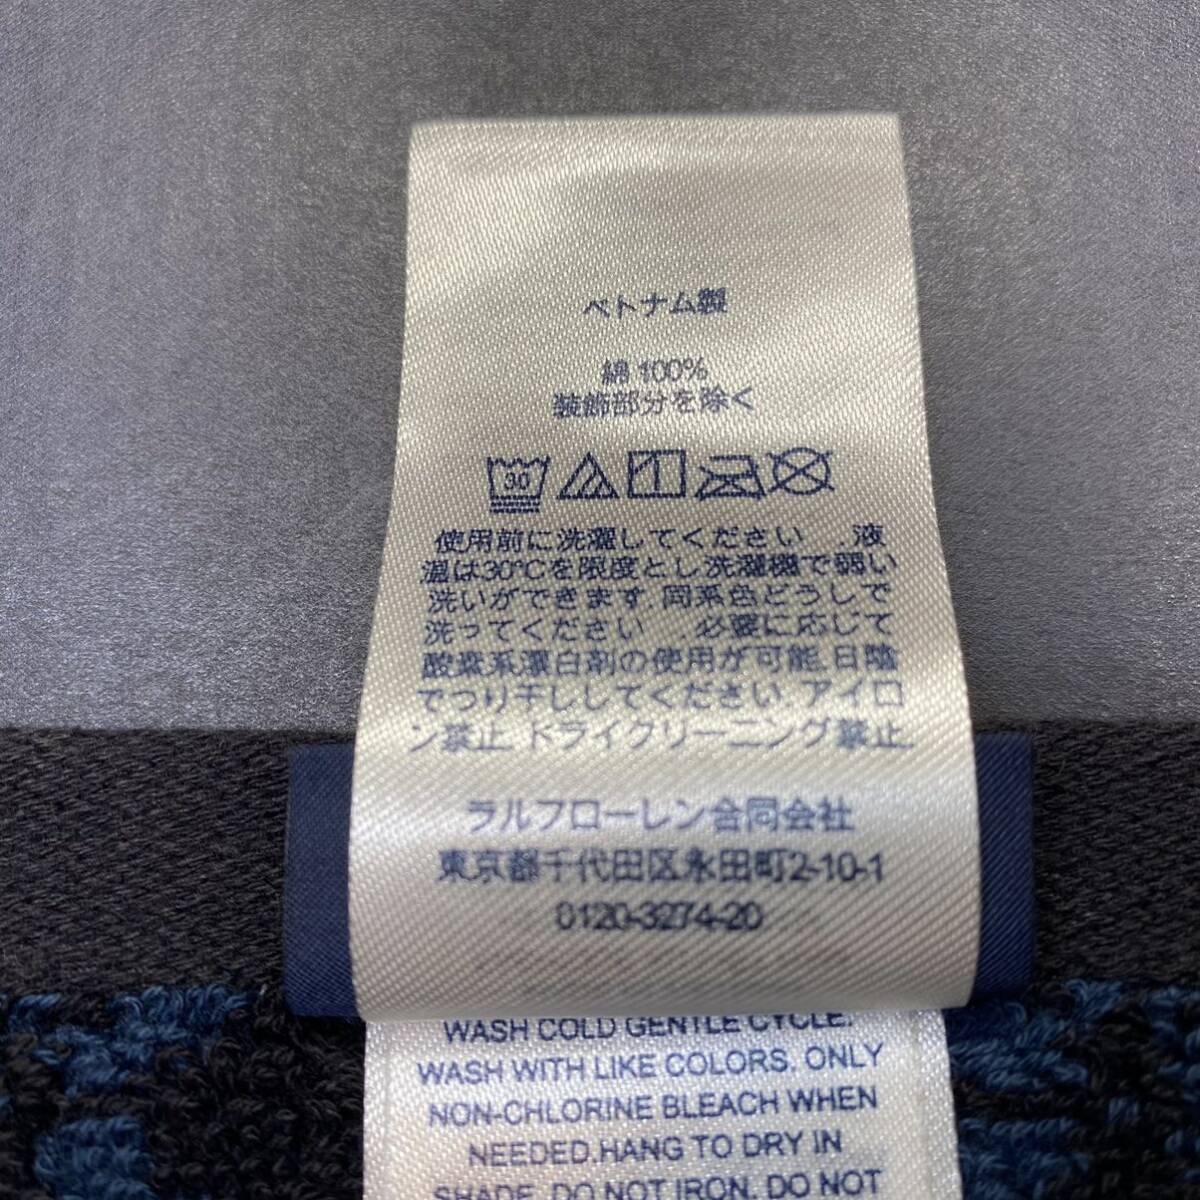 ベトナム製
綿 100%
装飾部分を除く
30
使用前に洗濯してください .液
温は30℃を限度とし洗濯機で弱い
洗いができます.同系色どうしで
洗ってください .必要に応じて
酸素系漂白剤の使用が可能.日陰
でつり干ししてください.アイロ
ン禁止.ドライクリーニング禁止.
ラルフローレン合同会社
東京都千代田区永田町2-10-1
0120-3274-20
WASH COLD GENTLE CYCLE.
WASH WITH LIKE COLORS. ONLY
NON-CHLORINE BLEACH WHEN
NEEDED.HANG TO DRY IN
SHADE. DO NOT IRON. DO NOT